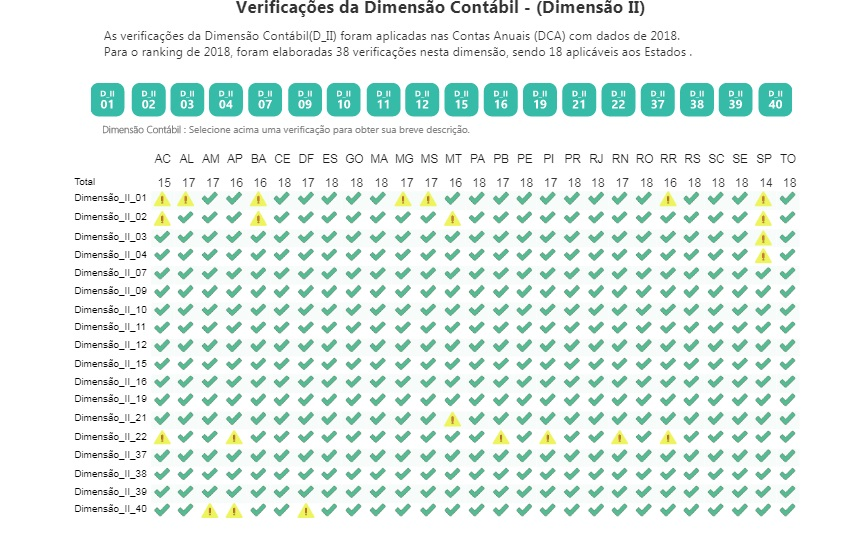 Verificações da Dimensão Contábil - (Dimensão II)
As verificações da Dimensão Contábil(D_II) foram aplicadas nas Contas Anuais (DCA) com dados de 2018.
Para o ranking de 2018, foram elaboradas 38 verificações nesta dimensão, sendo 18 aplicáveis aos Estados .
D_II D_II D_II D_II D_II D_II D_II D_II D_II D_II D_II D_II D_II D_II D_II D_II D_II D_II
01 02 03 04 07 09 10 11 12 15 16 19 21 22 37 38 39 40
Dimensão Contábil : Selecione acima uma verificação para obter sua breve descrição.
AC AL AM AP BA CE DF ES GO MA MG MS MT PA PB PE PI PR RJ RN RO RR RS SC SE SP TO
Total 15 17 17 16 16 18 17 18 18 18 17 17 16 18 17 18 17 18 18 17 18 16 18 18 18 14 18
Dimensão_II_01
Dimensão_II_02
Dimensão_II_03
Dimensão_II_04
Dimensão_II_07
Dimensão_II_09
Dimensão_II_10
Dimensão_II_11
Dimensão_II_12
Dimensão_II_15
Dimensão_II_16
Dimensão_II_19
Dimensão_II_21
Dimensão_II_22
Dimensão_II_37
Dimensão_II_38
Dimensão_II_39
Dimensão_II_40